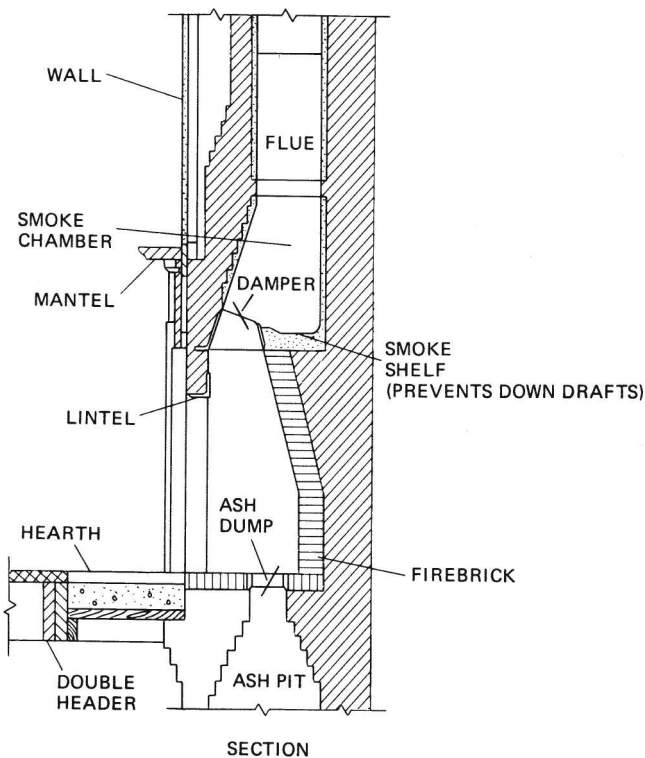 WALL
FLUE
SMOKE
CHAMBER
DAMPER
MANTEL
SMOKE
SHELF
(PREVENTS DOWN DRAFTS)
LINTEL
ASH
DUMP
HEARTH
FIREBRICK
DOUBLE
HEADER
ASH PIT
SECTION